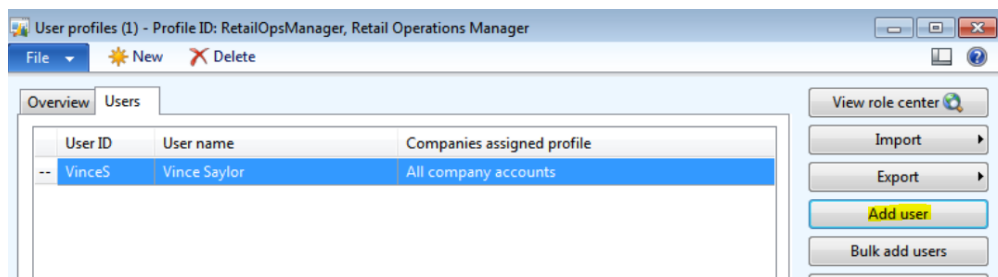 User profiles (1) - Profile ID: RetailOpsManager, Retail Operations Manager
File New Delete
Overview Users
View role center
User ID User name Companies assigned profile
Import
-- VinceS Vince Saylor All company accounts
Export
Add user
Bulk add users